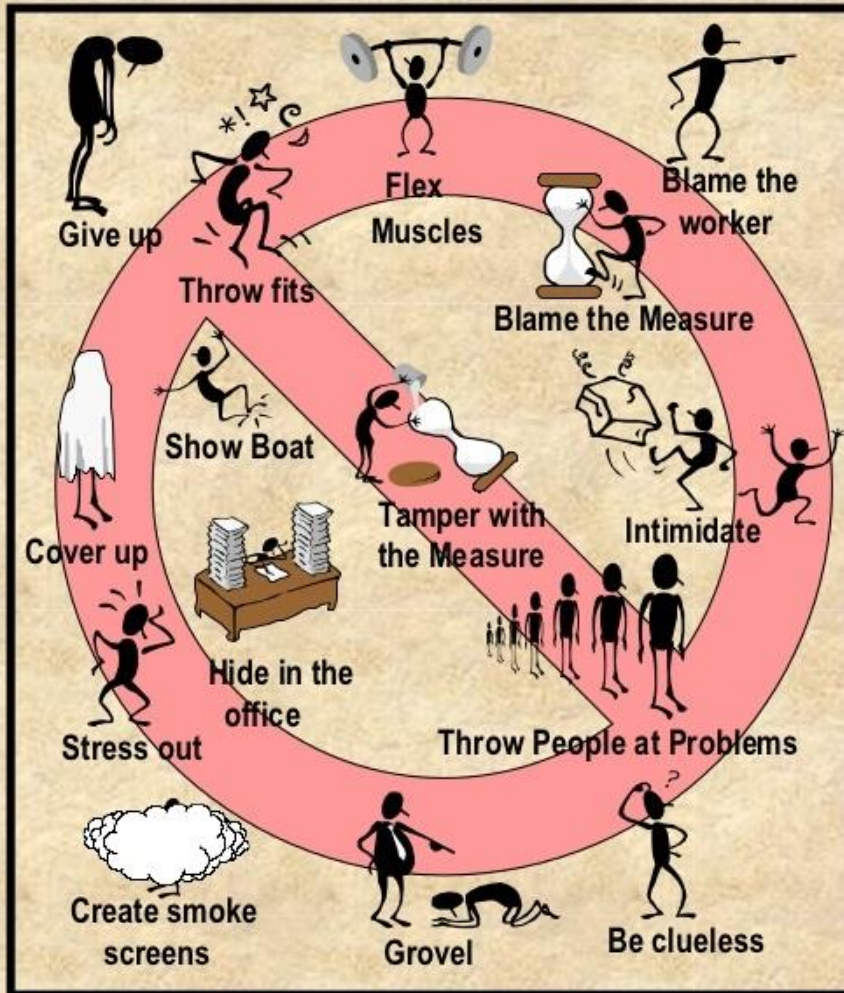 *!
Give up
Throw fits
Flex
Muscles
Blame the
worker
Blame the Measure
Show Boat
Cover up
Tamper with
the Measure
Intimidate
Hide in the
office
Stress out
!
Throw People at Problems
?
Create smoke
screens
Grovel
Be clueless